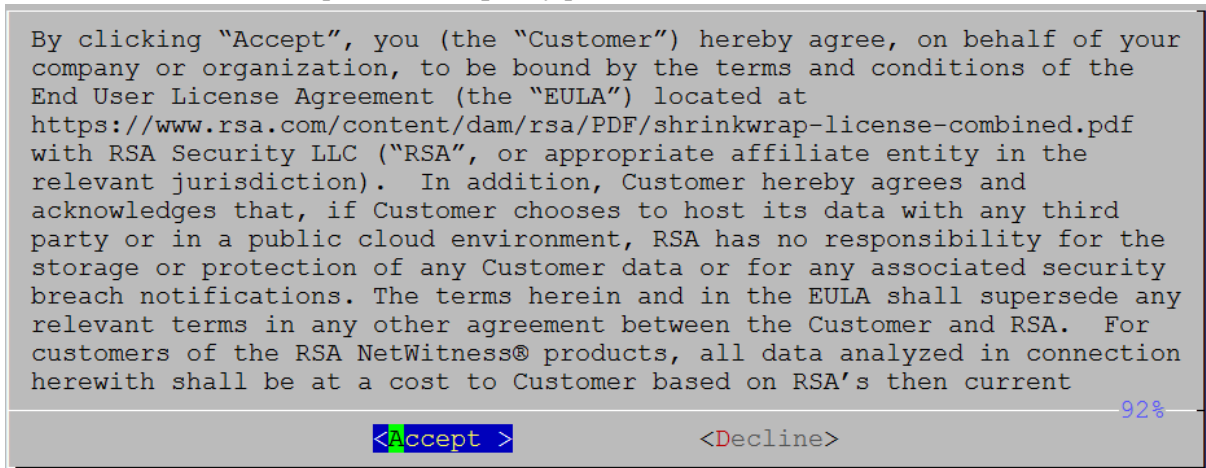 By clicking “Accept”, you (the “Customer”) hereby agree, on behalf of your
company or organization, to be bound by the terms and conditions of the
End User License Agreement (the “EULA”) located at
https://www.rsa.com/content/dam/rsa/PDF/shrinkwrap-license-combined.pdf
with RSA Security LLC (“RSA”, or appropriate affiliate entity in the
relevant jurisdiction).  In addition, Customer hereby agrees and
acknowledges that, if Customer chooses to host its data with any third
party or in a public cloud environment, RSA has no responsibility for the
storage or protection of any Customer data or for any associated security
breach notifications. The terms herein and in the EULA shall supersede any
relevant terms in any other agreement between the Customer and RSA.  For
customers of the RSA NetWitness® products, all data analyzed in connection
herewith shall be at a cost to Customer based on RSA’s then current
92%
<Accept > <Decline>